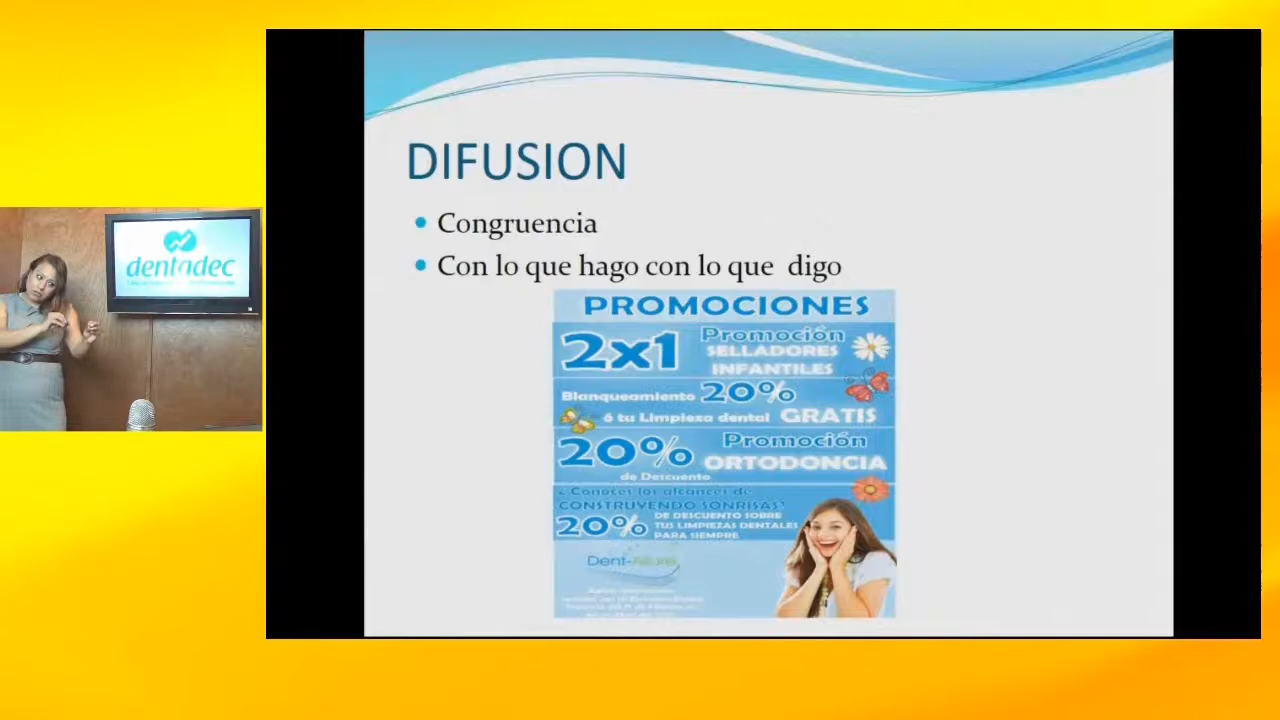 DIFUSION
Congruencia
Con lo que hago con lo que digo
PROMOCIONES
2x1 Promoción
SELLADORES
INFANTILES
Blanqueamiento 20%
ó tu Limpieza dental GRATIS
20% Promoción
ORTODONCIA
de Descuento
¿Conoces los alcances de
CONSTRUYENDO SONRISAS?
20% DE DESCUENTO SOBRE
TUS LIMPIEZAS DENTALES
PARA SIEMPRE
dentadec